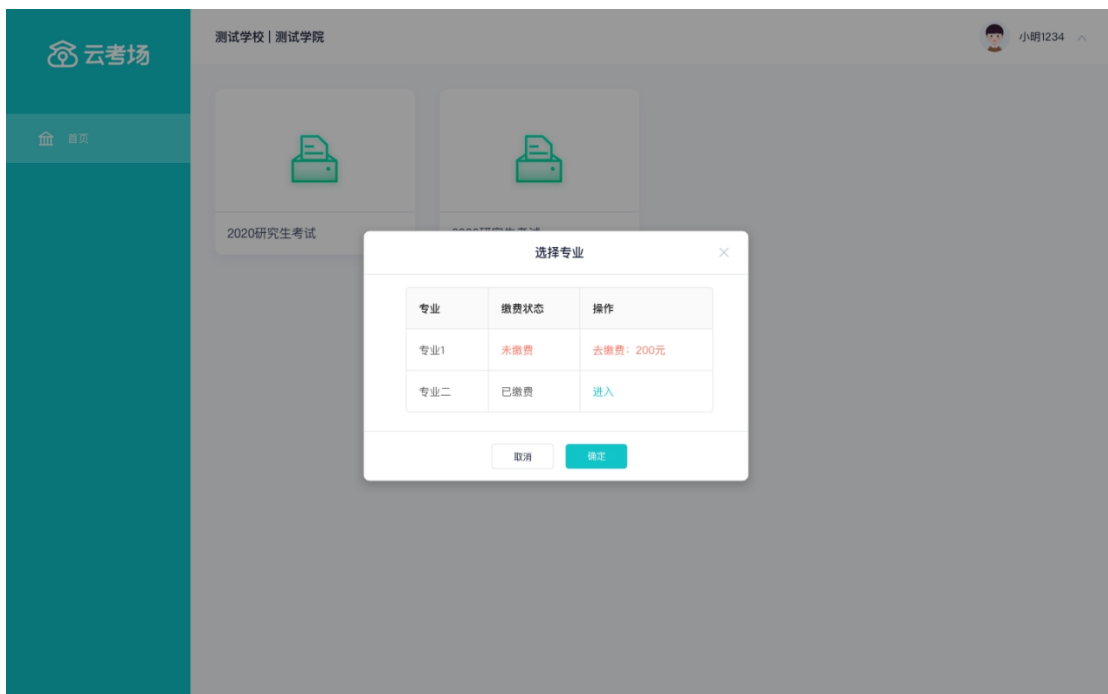 云考场
测试学校 | 测试学院
小明1234
首页
2020研究生考试
选择专业
专业 缴费状态 操作
专业1 未缴费 去缴费：200元
专业二 已缴费 进入
取消 确定